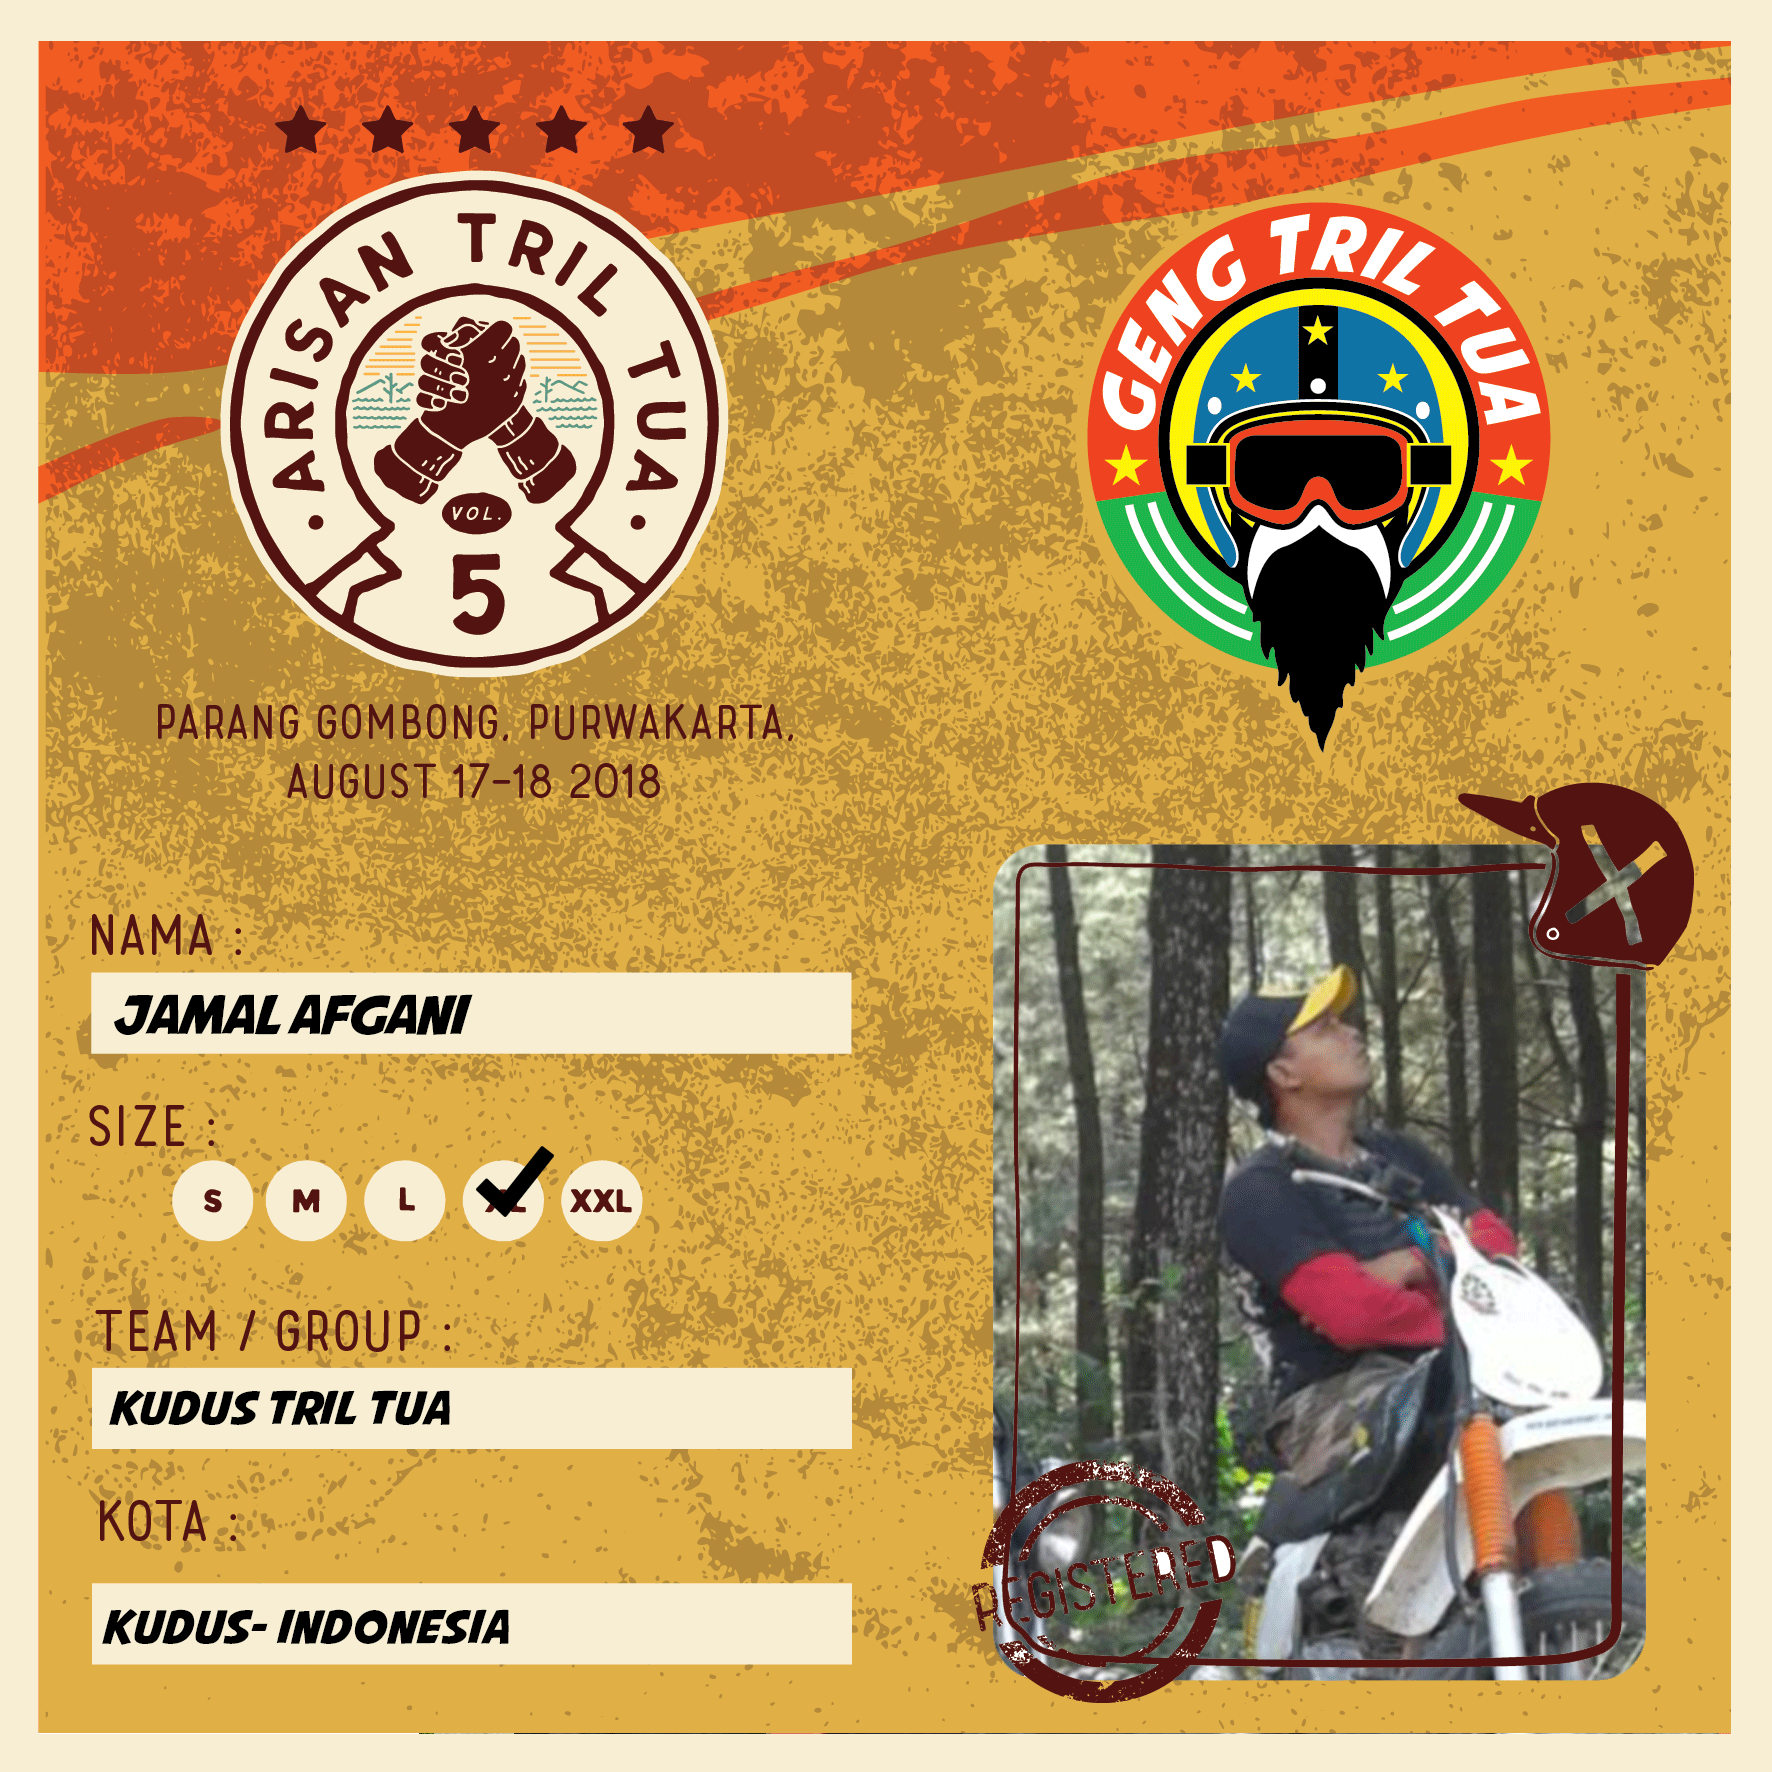 ARISAN TRIL TUA
VOL.
5
PARANG GOMBONG, PURWAKARTA,
AUGUST 17-18 2018
GENG TRIL TUA
NAMA :
JAMAL AFGANI
SIZE :
S M L XL XXL
TEAM / GROUP :
KUDUS TRIL TUA
KOTA :
KUDUS- INDONESIA
REGISTERED